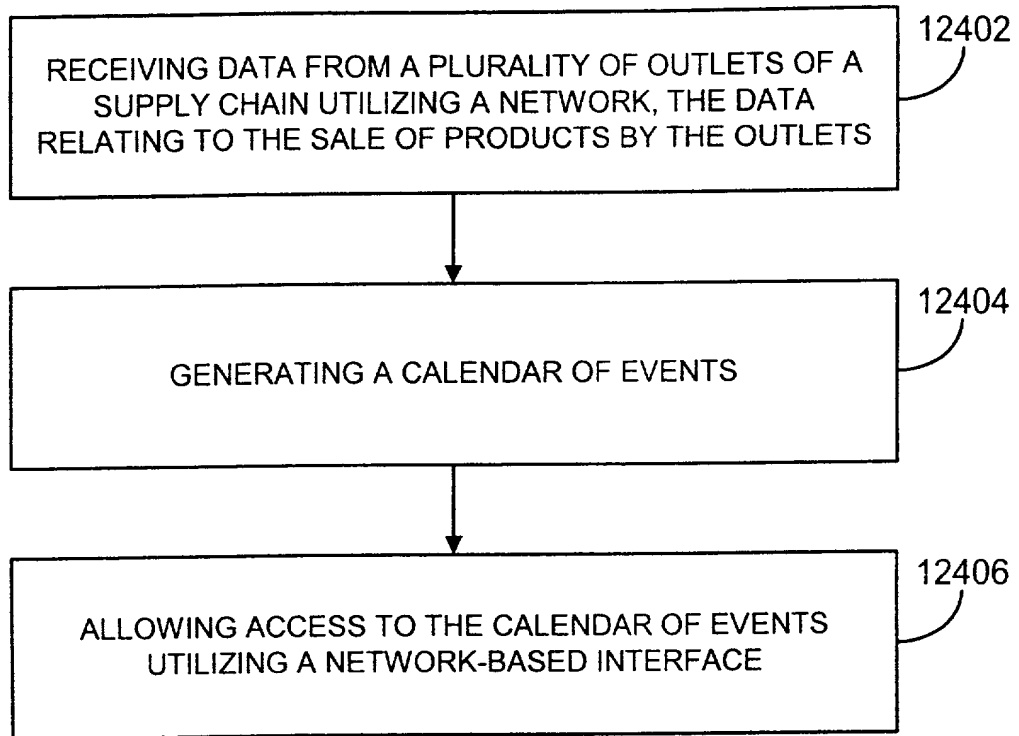 12402
RECEIVING DATA FROM A PLURALITY OF OUTLETS OF A
SUPPLY CHAIN UTILIZING A NETWORK, THE DATA
RELATING TO THE SALE OF PRODUCTS BY THE OUTLETS
12404
GENERATING A CALENDAR OF EVENTS
12406
ALLOWING ACCESS TO THE CALENDAR OF EVENTS
UTILIZING A NETWORK-BASED INTERFACE